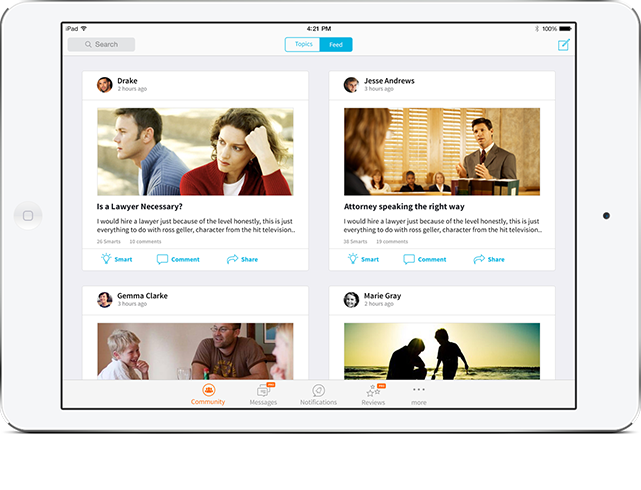 iPad 4:21 PM 100%
Search Topics Feed
Drake
2 hours ago
Is a Lawyer Necessary?
I would hire a lawyer just because of the level honestly, this is just
everything to do with ross geller, character from the hit television..
16 Smarts 10 comments
Smart Comment Share
Jesse Andrews
3 hours ago
Attorney speaking the right way
I would hire a lawyer just because of the level honestly, this is just
everything to do with ross geller, character from the hit television..
36 Smarts 19 comments
Smart Comment Share
Gemma Clarke
3 hours ago
Marie Gray
2 hours ago
Community Messages Notifications Reviews more